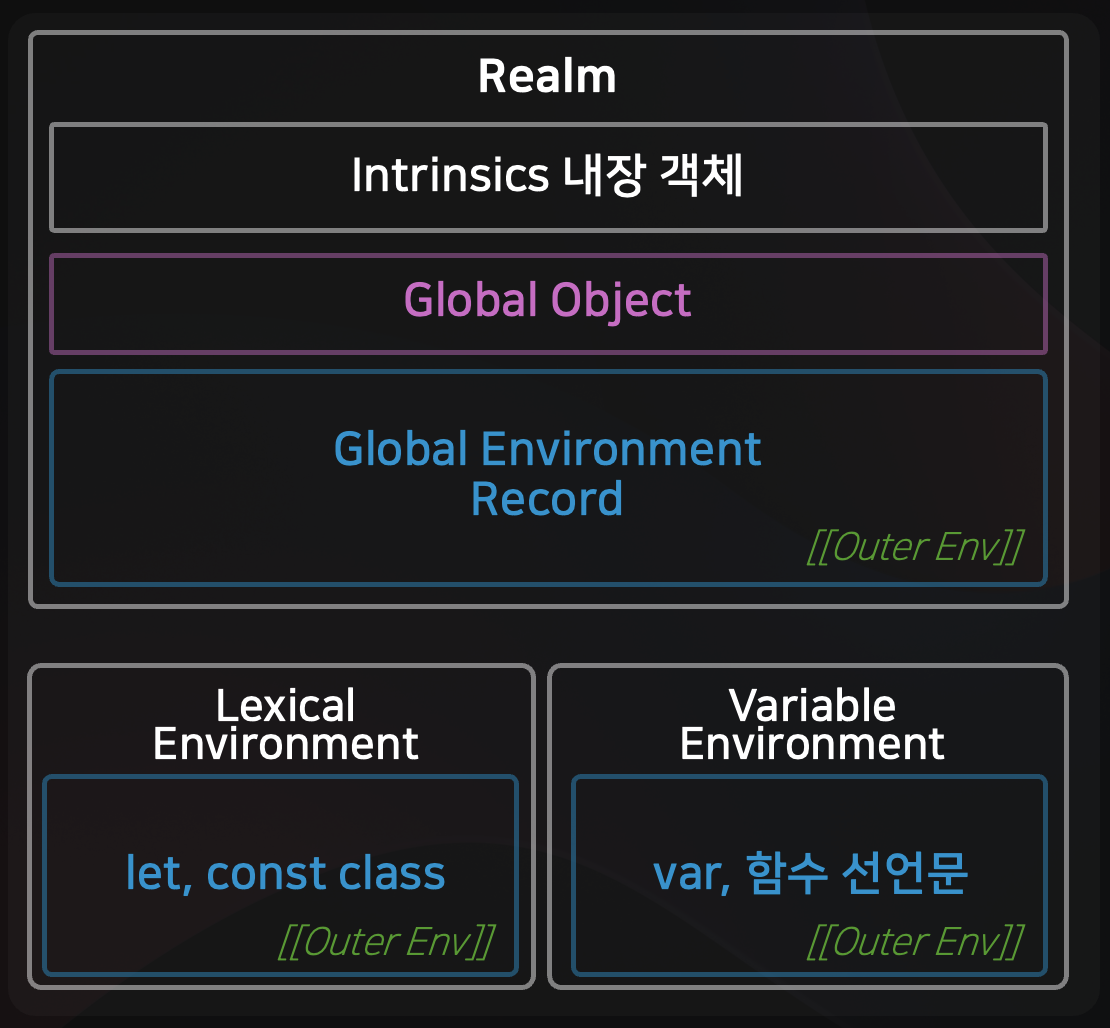 Realm
Intrinsics 내장 객체
Global Object
Global Environment
Record
[[Outer Env]]
Lexical
Environment
let, const class
[[Outer Env]]
Variable
Environment
var, 함수 선언문
[[Outer Env]]